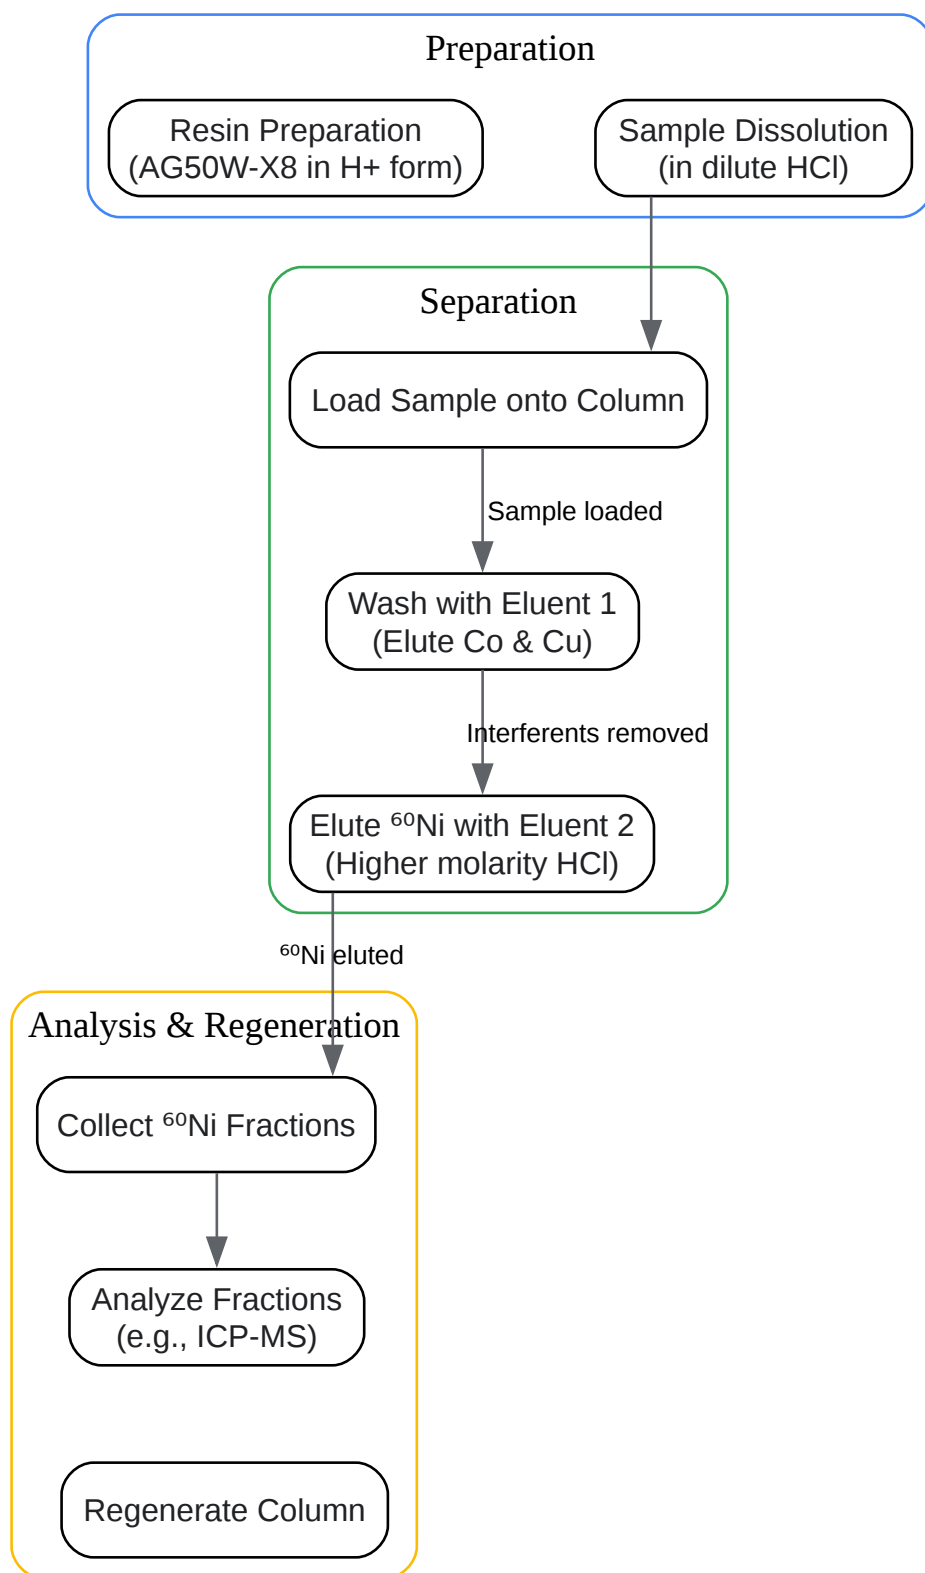 Preparation
Resin Preparation
(AG50W-X8 in H+ form)
Sample Dissolution
(in dilute HCl)
Separation
Load Sample onto Column
Sample loaded
Wash with Eluent 1
(Elute Co & Cu)
Interferents removed
Elute ⁶⁰Ni with Eluent 2
(Higher molarity HCl)
⁶⁰Ni eluted
Analysis & Regeneration
Collect ⁶⁰Ni Fractions
Analyze Fractions
(e.g., ICP-MS)
Regenerate Column